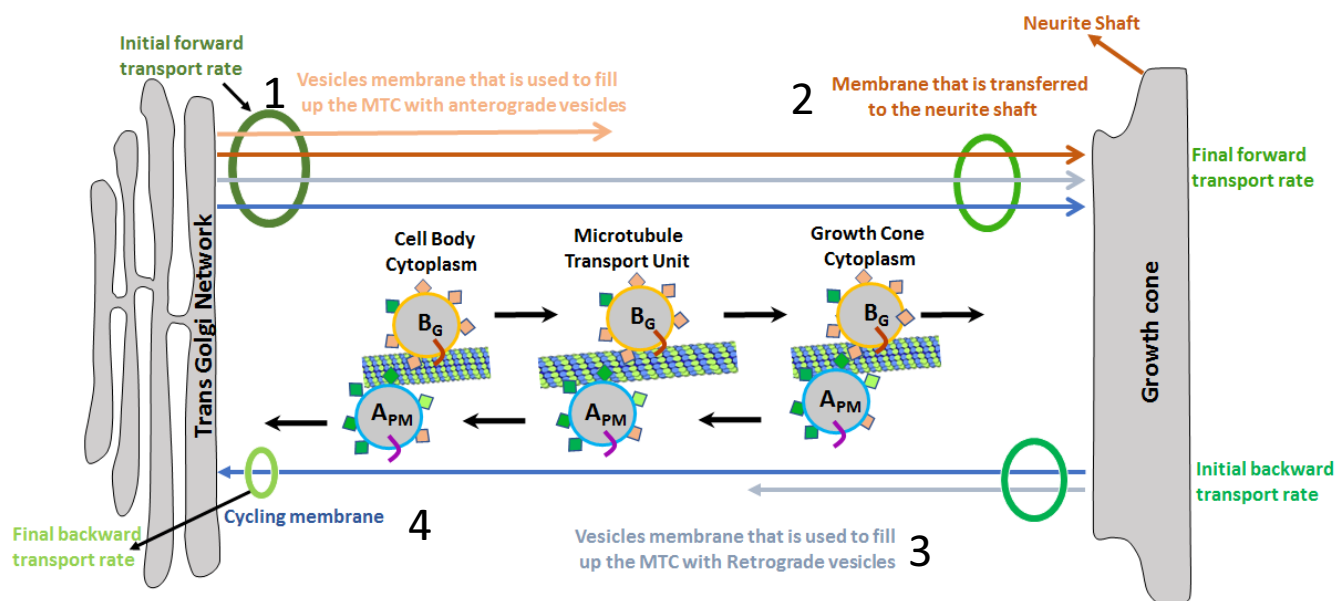 Neurite Shaft
Initial forward
transport rate
1
Vesicles membrane that is used to fill
up the MTC with anterograde vesicles
2
Membrane that is transferred
to the neurite shaft
Final forward
transport rate
Trans Golgi Network
Cell Body
Cytoplasm
Microtubule
Transport Unit
Growth Cone
Cytoplasm
BG
BG
BG
APM
APM
APM
Growth cone
Initial backward
transport rate
Cycling membrane
4
Final backward
transport rate
Vesicles membrane that is used to fill
up the MTC with Retrograde vesicles
3